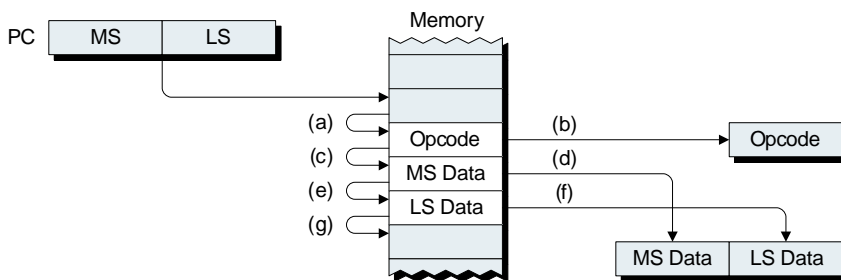 Memory
PC MS LS
(a)
Opcode (b) Opcode
(c)
MS Data (d)
(e)
LS Data (f)
(g)
MS Data LS Data